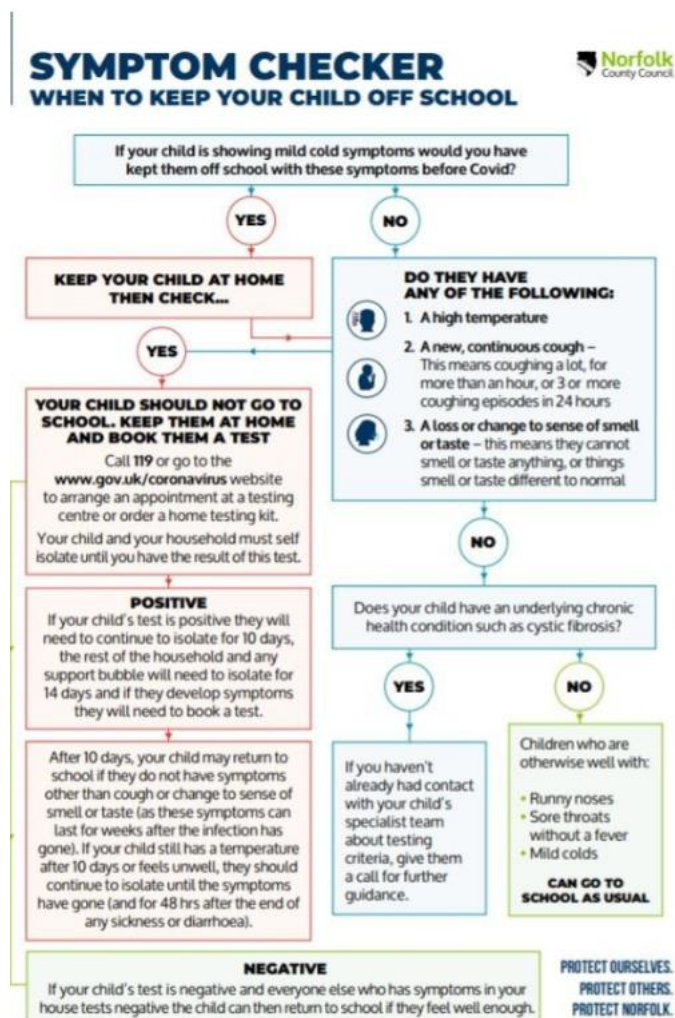 SYMPTOM CHECKER
WHEN TO KEEP YOUR CHILD OFF SCHOOL
Norfolk
County Council
If your child is showing mild cold symptoms would you have
kept them off school with these symptoms before Covid?
YES
NO
KEEP YOUR CHILD AT HOME
THEN CHECK...
DO THEY HAVE
ANY OF THE FOLLOWING:
1. A high temperature
2. A new, continuous cough –
This means coughing a lot, for
more than an hour, or 3 or more
coughing episodes in 24 hours
3. A loss or change to sense of smell
or taste – this means they cannot
smell or taste anything, or things
smell or taste different to normal
YES
YOUR CHILD SHOULD NOT GO TO
SCHOOL. KEEP THEM AT HOME
AND BOOK THEM A TEST
Call 119 or go to the
www.gov.uk/coronavirus website
to arrange an appointment at a testing
centre or order a home testing kit.
Your child and your household must self
isolate until you have the result of this test.
NO
POSITIVE
If your child's test is positive they will
need to continue to isolate for 10 days,
the rest of the household and any
support bubble will need to isolate for
14 days and if they develop symptoms
they will need to book a test.
Does your child have an underlying chronic
health condition such as cystic fibrosis?
YES
NO
After 10 days, your child may return to
school if they do not have symptoms
other than cough or change to sense of
smell or taste (as these symptoms can
last for weeks after the infection has
gone). If your child still has a temperature
after 10 days or feels unwell, they should
continue to isolate until the symptoms
have gone (and for 48 hrs after the end of
any sickness or diarrhoea).
If you haven't
already had contact
with your child's
specialist team
about testing
criteria, give them
a call for further
guidance.
Children who are
otherwise well with:
• Runny noses
• Sore throats
without a fever
• Mild colds
CAN GO TO
SCHOOL AS USUAL
NEGATIVE
If your child's test is negative and everyone else who has symptoms in your
house tests negative the child can then return to school if they feel well enough.
PROTECT OURSELVES.
PROTECT OTHERS.
PROTECT NORFOLK.